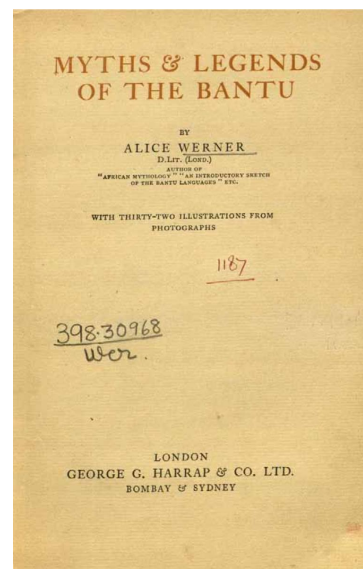 MYTHS & LEGENDS
OF THE BANTU
BY
ALICE WERNER
D.LIT. (LOND.)
AUTHOR OF
"AFRICAN MYTHOLOGY" "AN INTRODUCTORY SKETCH
OF THE BANTU LANGUAGES" ETC.
WITH THIRTY-TWO ILLUSTRATIONS FROM
PHOTOGRAPHS
1187
398.30968
Wer.
LONDON
GEORGE G. HARRAP & CO. LTD.
BOMBAY & SYDNEY